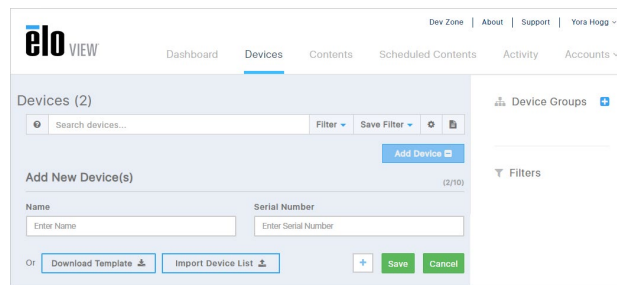 Dev Zone | About | Support | Yora Hogg
ēlo VIEW
Dashboard Devices Contents Scheduled Contents Activity Accounts
Devices (2)
Device Groups
Search devices... Filter Save Filter
Add Device
Filters
Add New Device(s) (2/10)
Name Serial Number
Enter Name Enter Serial Number
Or Download Template Import Device List + Save Cancel